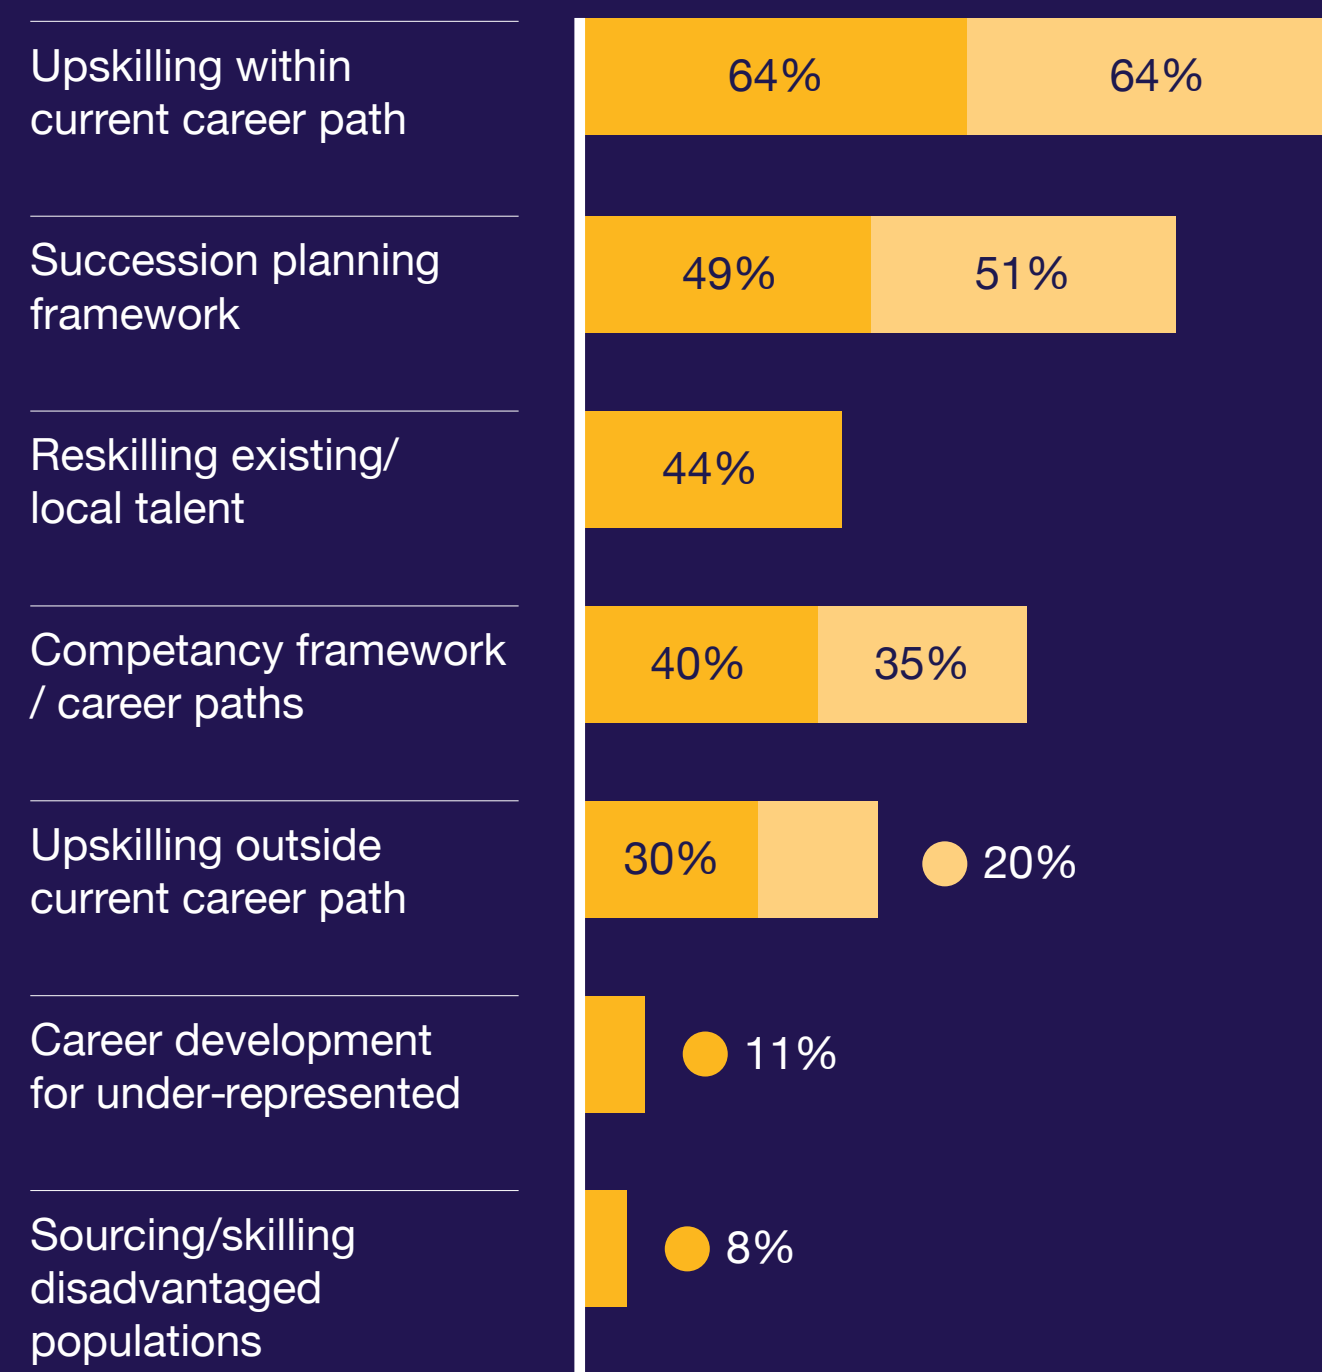 Upskilling within
current career path
64%
64%
Succession planning
framework
49%
51%
Reskilling existing/
local talent
44%
Competancy framework
/ career paths
40%
35%
Upskilling outside
current career path
30%
20%
Career development
for under-represented
11%
Sourcing/skilling
disadvantaged
populations
8%